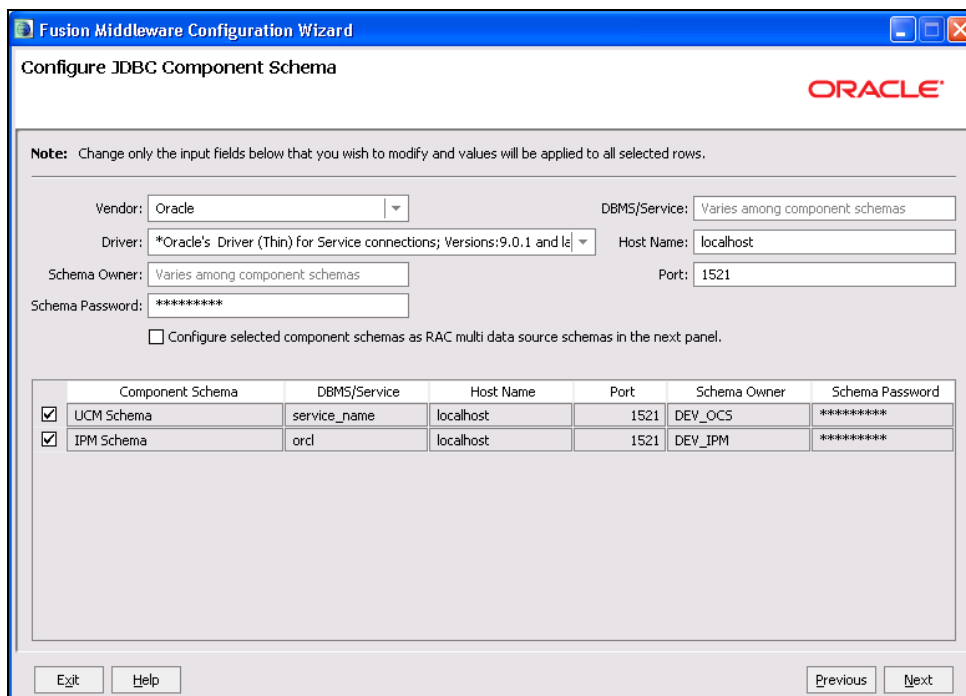 Fusion Middleware Configuration Wizard
Configure JDBC Component Schema
ORACLE
Note: Change only the input fields below that you wish to modify and values will be applied to all selected rows.
Vendor: Oracle DBMS/Service: Varies among component schemas
Driver: *Oracle's Driver (Thin) for Service connections; Versions:9.0.1 and la Host Name: localhost
Schema Owner: Varies among component schemas Port: 1521
Schema Password: *********
Configure selected component schemas as RAC multi data source schemas in the next panel.
Component Schema DBMS/Service Host Name Port Schema Owner Schema Password
UCM Schema service_name localhost 1521 DEV_OCS *********
IPM Schema orcl localhost 1521 DEV_IPM *********
Exit Help Previous Next